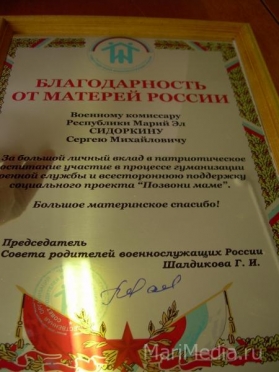 БЛАГОДАРНОСТЬ
ОТ МАТЕРЕЙ РОССИИ
Военному комиссару
Республики Марий Эл
СИДОРКИНУ
Сергею Михайловичу
За большой личный вклад в патриотическое
воспитание участие в процессе гуманизации
военной службы и всестороннюю поддержку
социального проекта "Позвони маме".
Большое материнское спасибо!
Председатель
Совета родителей военнослужащих России
Шалдикова Г. И.
MariMedia.ru